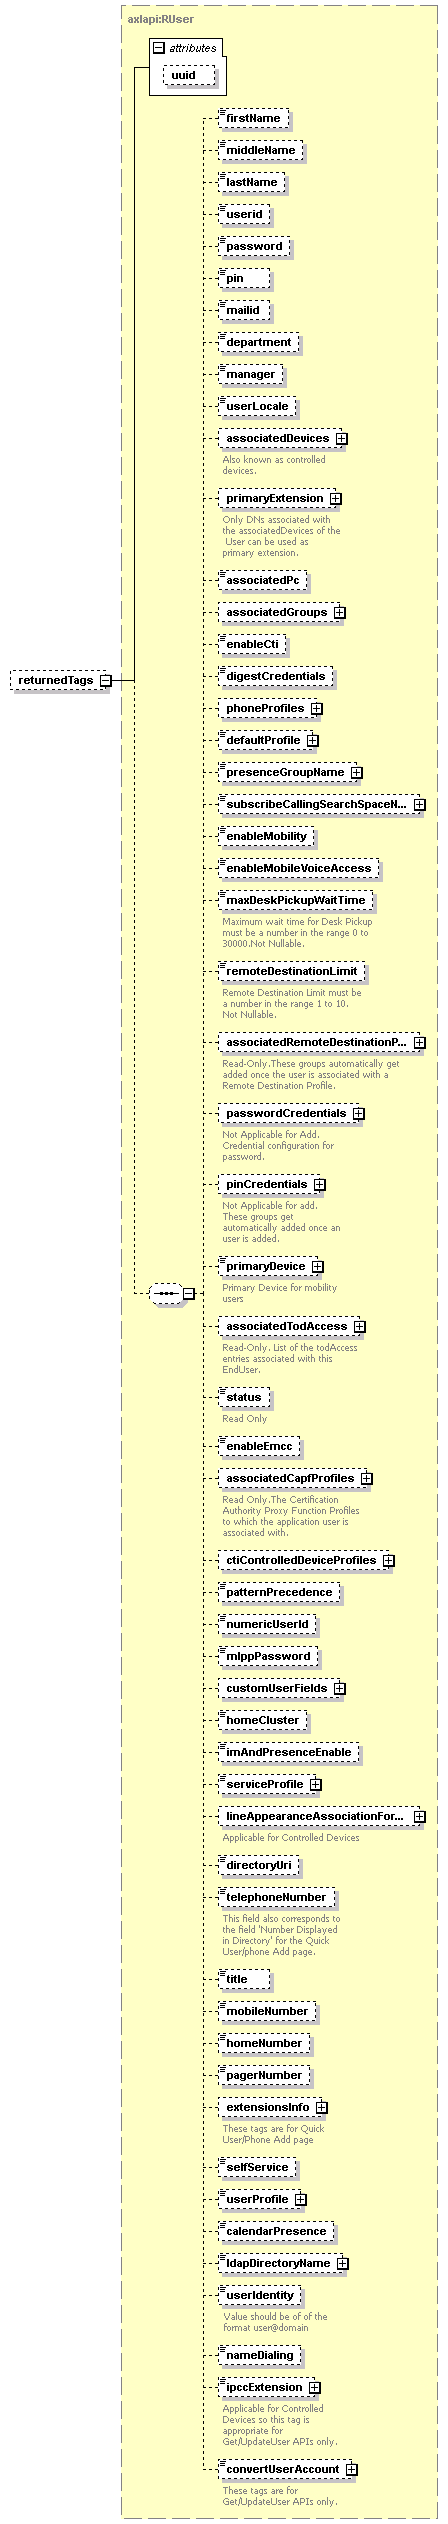 axlapi:RUser
attributes
uuid
firstName
middleName
lastName
userid
password
pin
mailid
department
manager
userLocale
associatedDevices
Also known as controlled
devices.
primaryExtension
Only DNs associated with
the associatedDevices of the
User can be used as
primary extension.
associatedPc
associatedGroups
enableCti
digestCredentials
returnedTags
phoneProfiles
defaultProfile
presenceGroupName
subscribeCallingSearchSpaceN...
enableMobility
enableMobileVoiceAccess
maxDeskPickupWaitTime
Maximum wait time for Desk Pickup
must be a number in the range 0 to
30000.Not Nullable.
remoteDestinationLimit
Remote Destination Limit must be
a number in the range 1 to 10.
Not Nullable.
associatedRemoteDestinationP...
Read-Only.These groups automatically get
added once the user is associated with a
Remote Destination Profile.
passwordCredentials
Not Applicable for Add.
Credential configuration for
password.
pinCredentials
Not Applicable for add.
These groups get
automatically added once an
user is added.
primaryDevice
Primary Device for mobility
users
associatedTodAccess
Read-Only. List of the todAccess
entries associated with this
EndUser.
status
Read Only
enableEmcc
associatedCapfProfiles
Read Only.The Certification
Authority Proxy Function Profiles
to which the application user is
associated with.
ctiControlledDeviceProfiles
patternPrecedence
numericUserId
mlppPassword
customUserFields
homeCluster
imAndPresenceEnable
serviceProfile
lineAppearanceAssociationFor...
Applicable for Controlled Devices
directoryUri
telephoneNumber
This field also corresponds to
the field 'Number Displayed
in Directory' for the Quick
User/phone Add page.
title
mobileNumber
homeNumber
pagerNumber
extensionsInfo
These tags are for Quick
User/Phone Add page
selfService
userProfile
calendarPresence
ldapDirectoryName
userIdentity
Value should be of of the
format user@domain
nameDialing
ipccExtension
Applicable for Controlled
Devices so this tag is
appropriate for
Get/UpdateUser APIs only.
convertUserAccount
These tags are for
Get/UpdateUser APIs only.